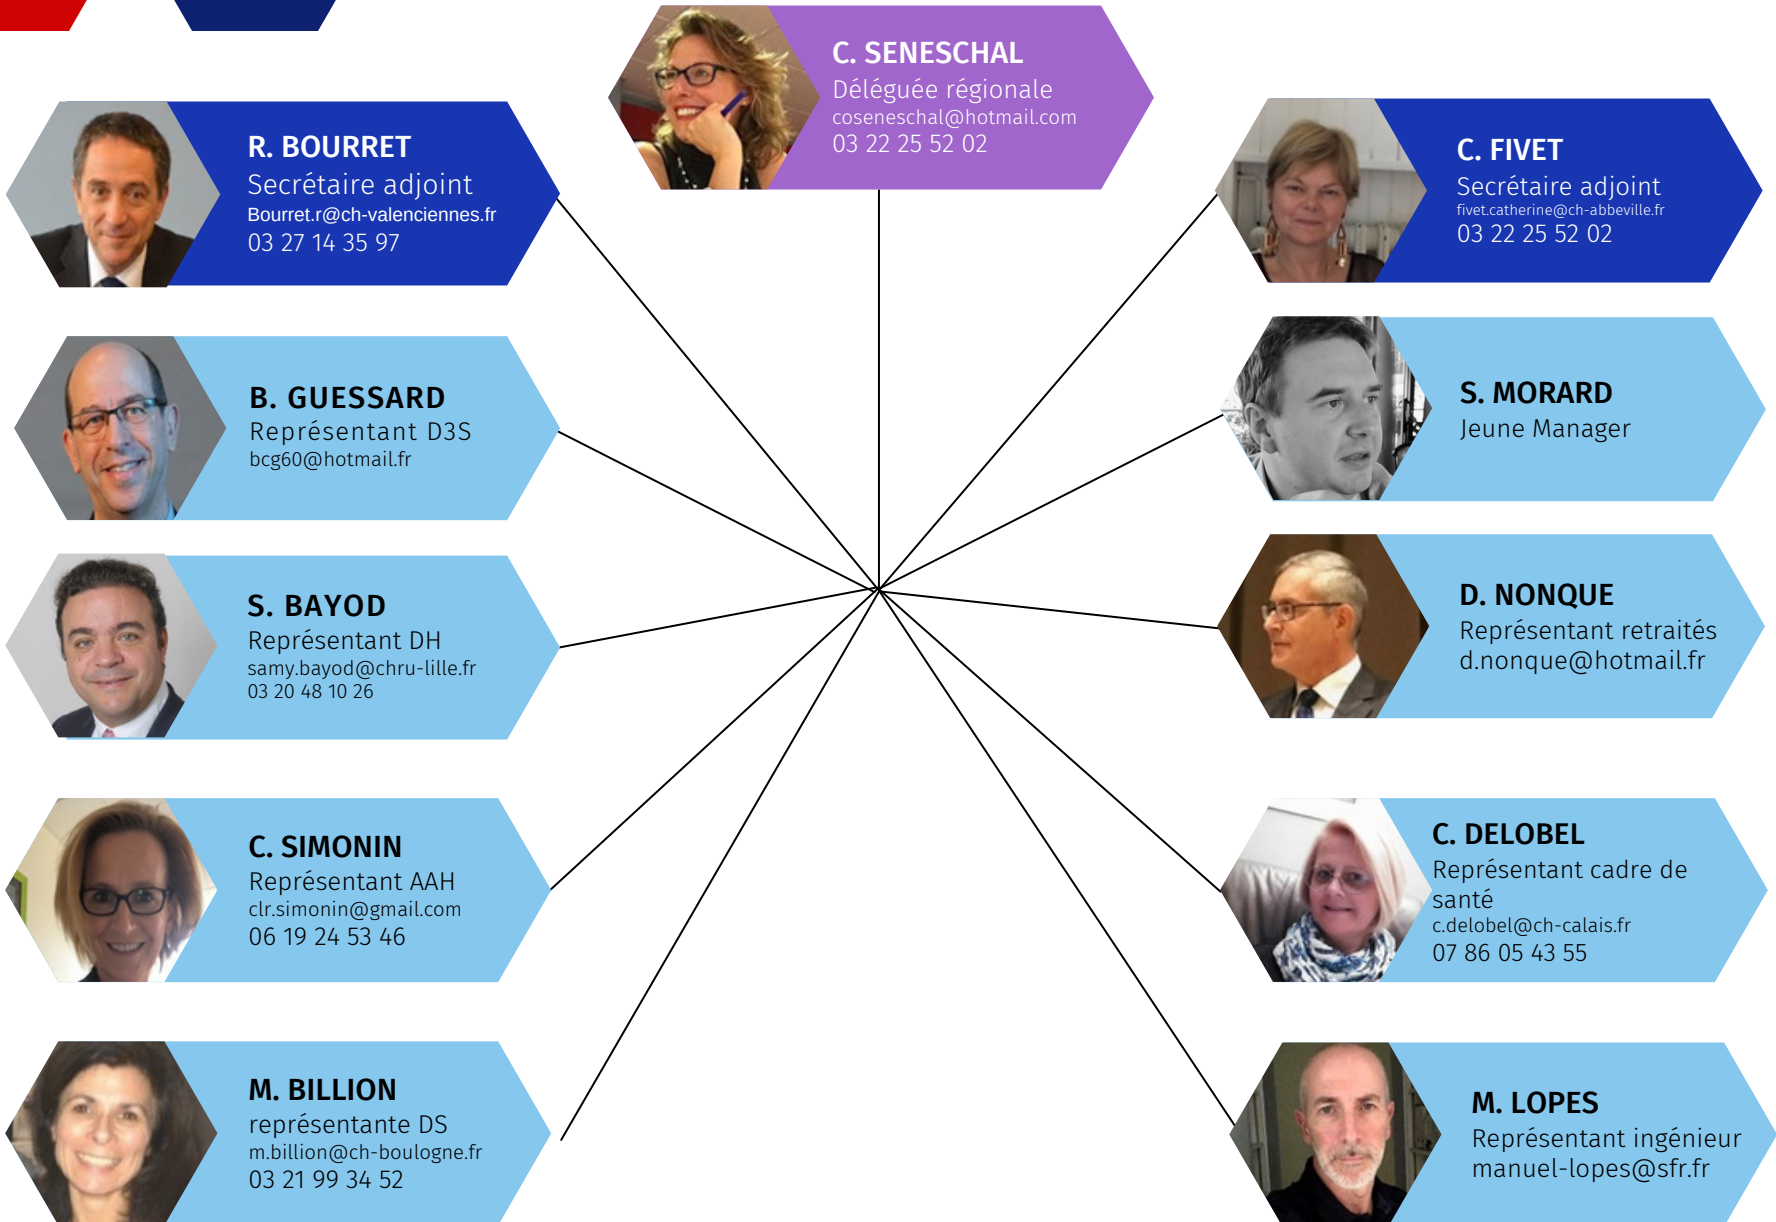 C. SENESCHAL
Déléguée régionale
coseneschal@hotmail.com
03 22 25 52 02
R. BOURRET
Secrétaire adjoint
Bourret.r@ch-valenciennes.fr
03 27 14 35 97
C. FIVET
Secrétaire adjoint
fivet.catherine@ch-abbeville.fr
03 22 25 52 02
B. GUESSARD
Représentant D3S
bcg60@hotmail.fr
S. MORARD
Jeune Manager
S. BAYOD
Représentant DH
samy.bayod@chru-lille.fr
03 20 48 10 26
D. NONQUE
Représentant retraités
d.nonque@hotmail.fr
C. SIMONIN
Représentant AAH
clr.simonin@gmail.com
06 19 24 53 46
C. DELOBEL
Représentant cadre de
santé
c.delobel@ch-calais.fr
07 86 05 43 55
M. BILLION
représentante DS
m.billion@ch-boulogne.fr
03 21 99 34 52
M. LOPES
Représentant ingénieur
manuel-lopes@sfr.fr